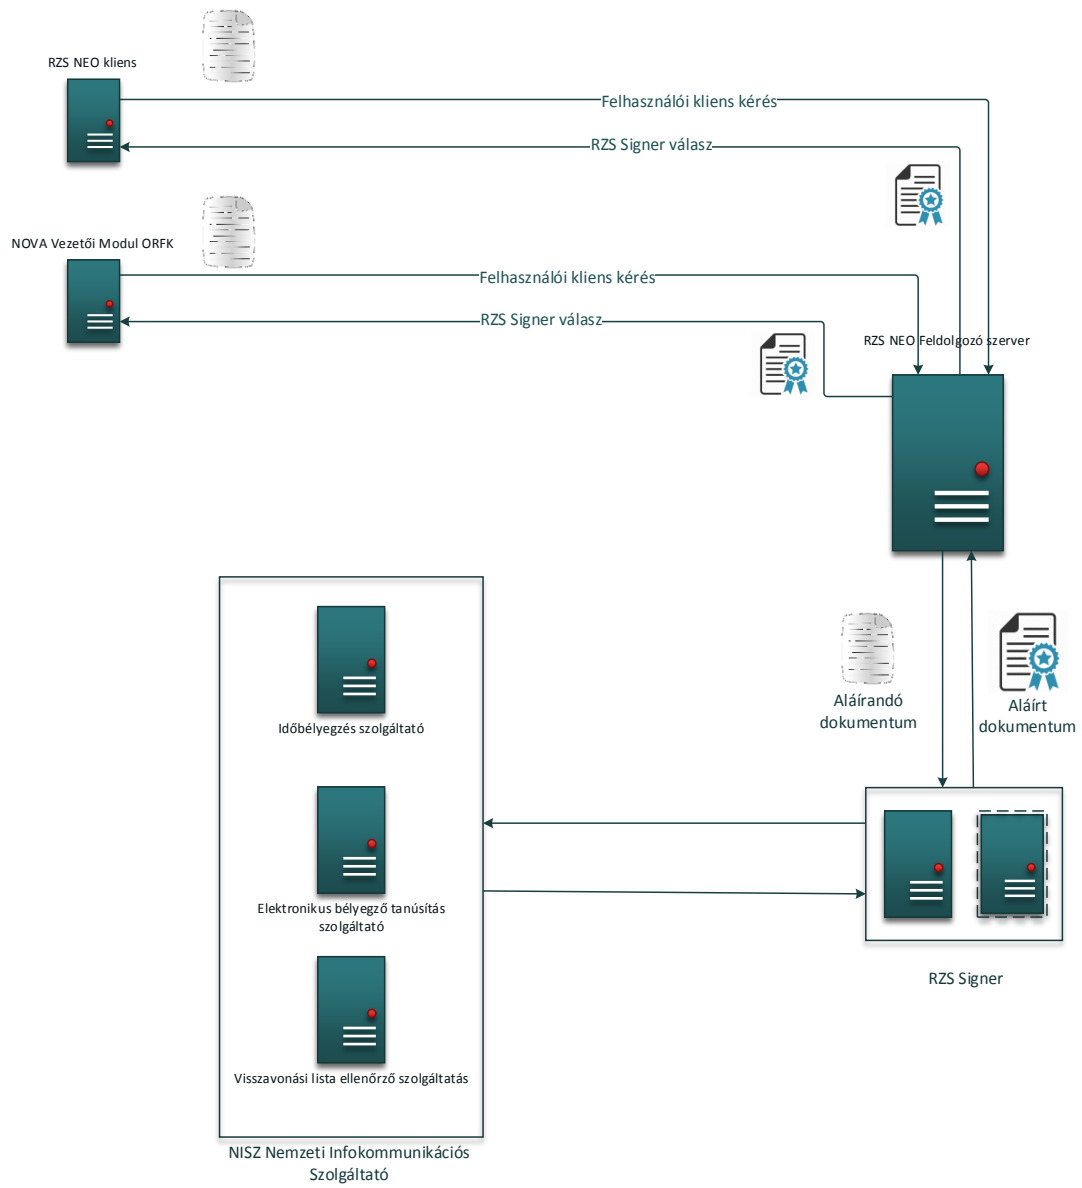 RZS NEO kliens
Felhasználói kliens kérés
RZS Signer válasz
NOVA Vezetői Modul ORFK
Felhasználói kliens kérés
RZS Signer válasz
RZS NEO Feldolgozó szerver
Aláírandó
dokumentum
Aláírt
dokumentum
Időbélyegzés szolgáltató
Elektronikus bélyegző tanúsítás
szolgáltató
RZS Signer
Visszavonási lista ellenőrző szolgáltatás
NISZ Nemzeti Infokommunikációs
Szolgáltató